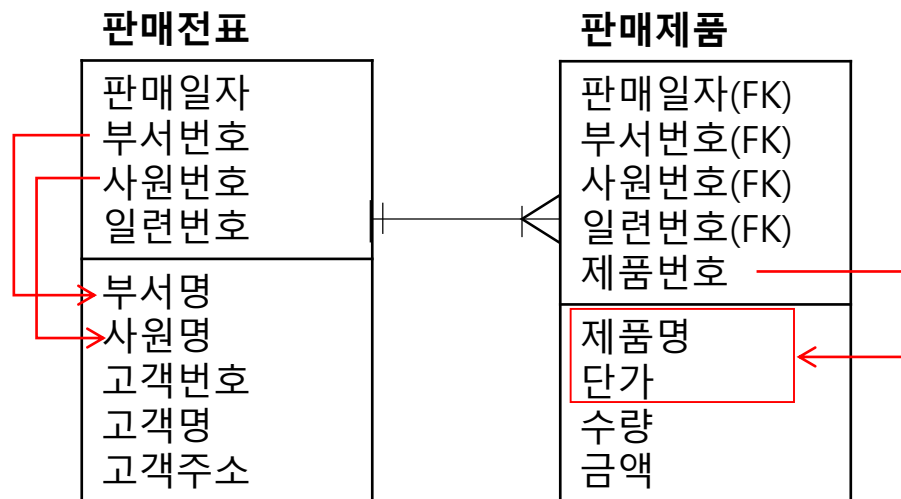 판매전표
판매일자
부서번호
사원번호
일련번호
부서명
사원명
고객번호
고객명
고객주소
판매제품
판매일자(FK)
부서번호(FK)
사원번호(FK)
일련번호(FK)
제품번호
제품명
단가
수량
금액